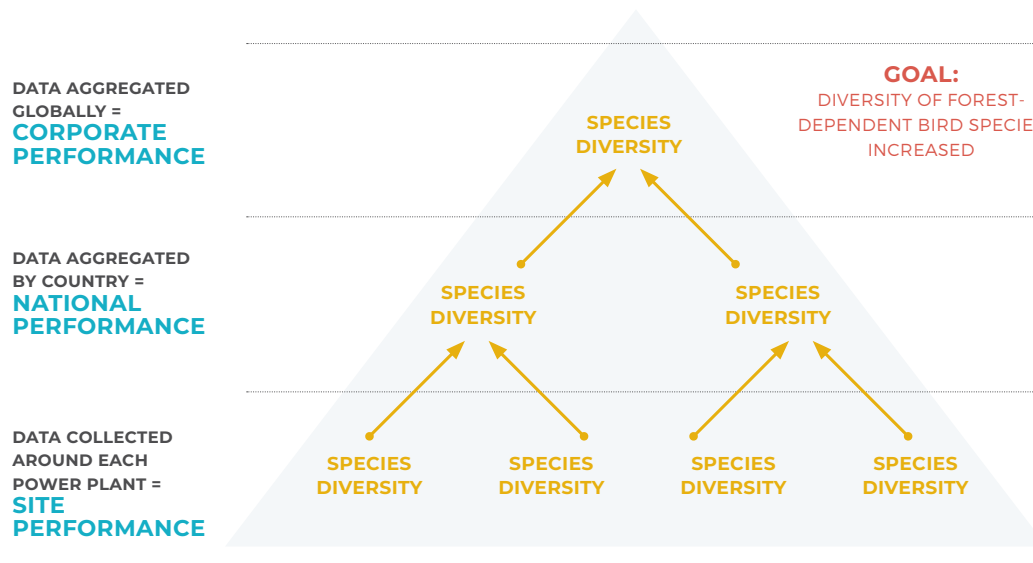 DATA AGGREGATED
GLOBALLY =
CORPORATE
PERFORMANCE
SPECIES
DIVERSITY
GOAL:
DIVERSITY OF FOREST-
DEPENDENT BIRD SPECIE
INCREASED
DATA AGGREGATED
BY COUNTRY =
NATIONAL
PERFORMANCE
SPECIES
DIVERSITY
SPECIES
DIVERSITY
DATA COLLECTED
AROUND EACH
POWER PLANT =
SITE
PERFORMANCE
SPECIES
DIVERSITY
SPECIES
DIVERSITY
SPECIES
DIVERSITY
SPECIES
DIVERSITY